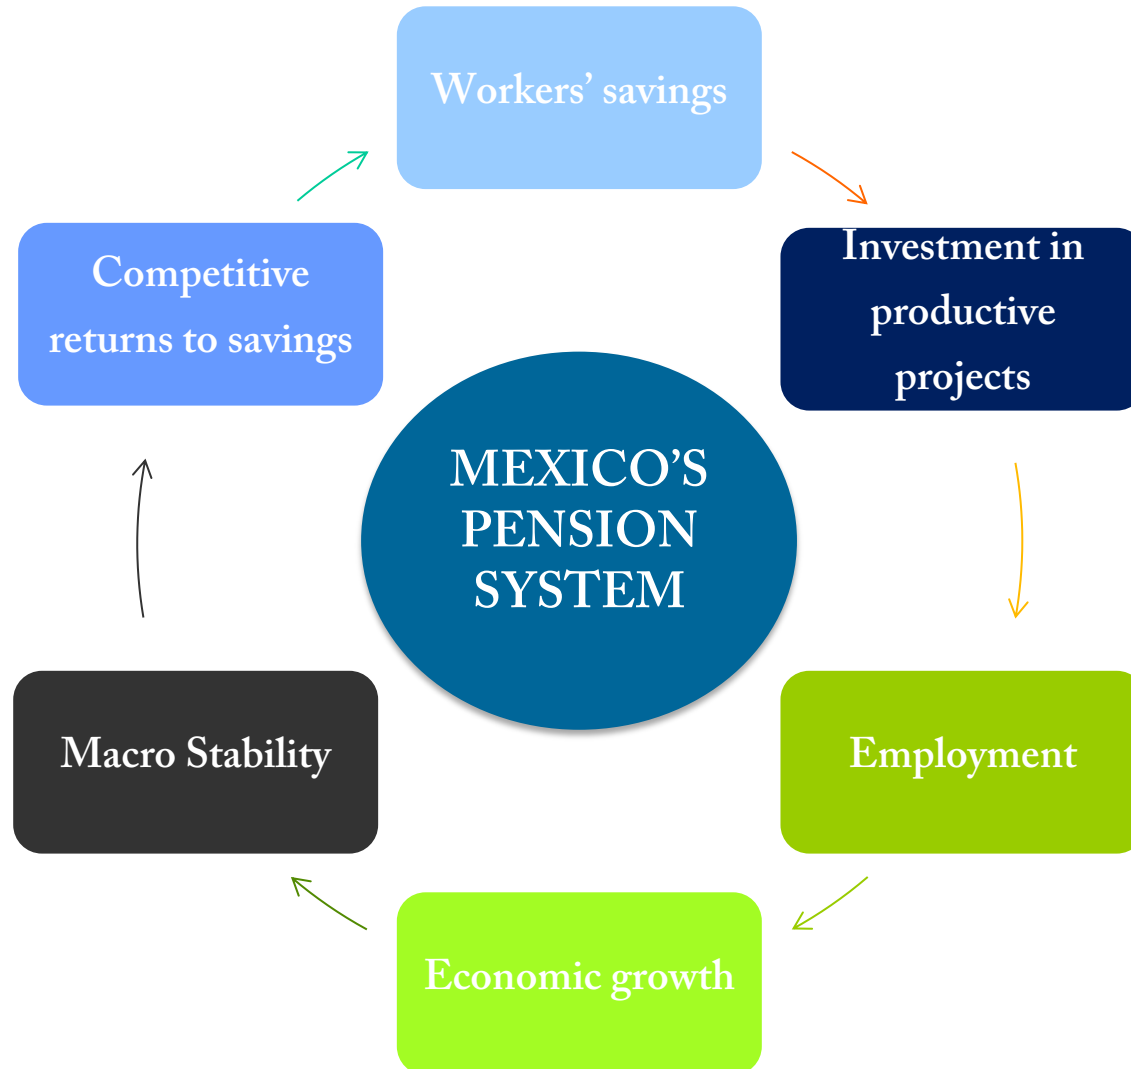 Workers’ savings
Investment in
productive
projects
Competitive
returns to savings
MEXICO’S
PENSION
SYSTEM
Macro Stability
Employment
Economic growth